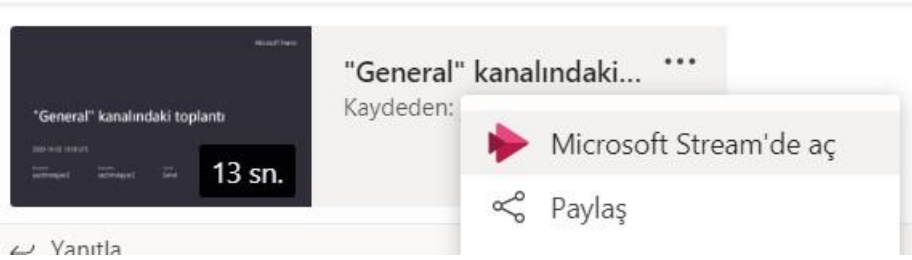 Microsoft Teams
"General" kanalındaki toplantı
13 sn.
"General" kanalındaki...
Kaydeden:
Microsoft Stream'de aç
Paylaş
Yanıtla